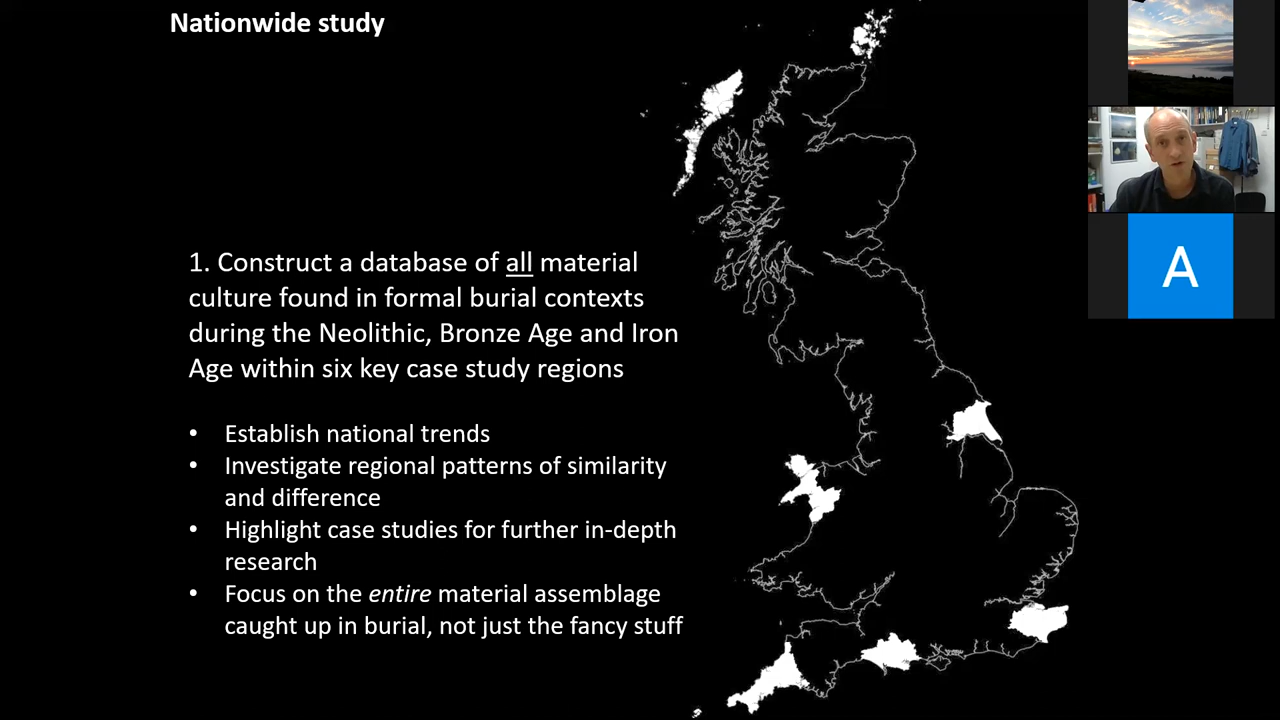 Nationwide study
1. Construct a database of all material
culture found in formal burial contexts
during the Neolithic, Bronze Age and Iron
Age within six key case study regions
• Establish national trends
• Investigate regional patterns of similarity
and difference
• Highlight case studies for further in-depth
research
• Focus on the entire material assemblage
caught up in burial, not just the fancy stuff
A